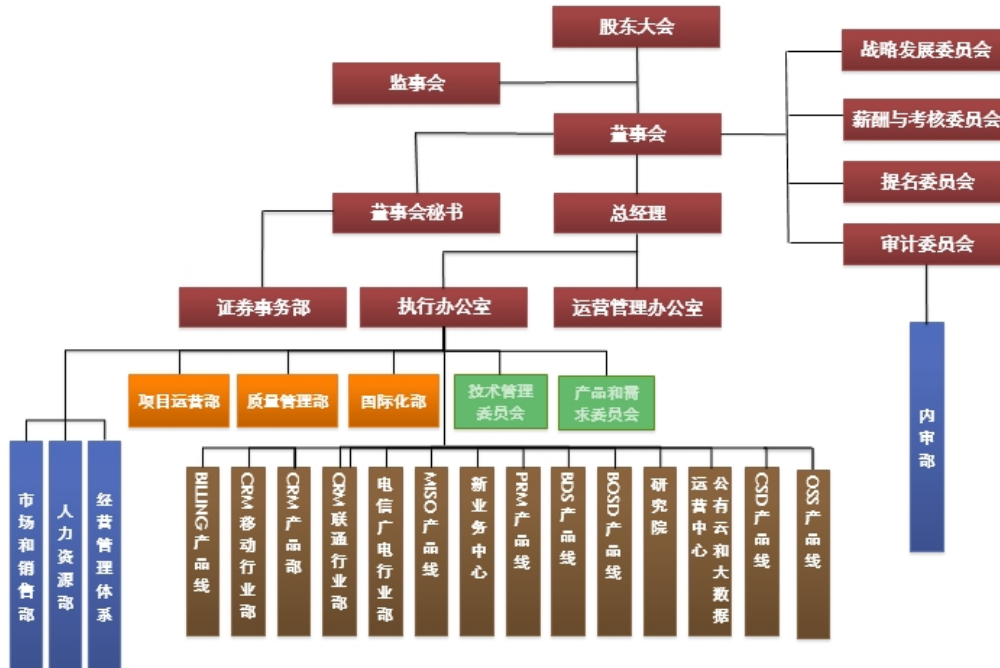 股东大会
战略发展委员会
监事会
薪酬与考核委员会
董事会
提名委员会
董事会秘书
总经理
审计委员会
证券事务部
执行办公室
运营管理办公室
项目运营部
质量管理部
国际化部
技术管理
委员会
产品和需
求委员会
内审部
市场和销售部
人力资源部
经营管理体系
BILLING产品线
CRM移动行业部
CRM产品部
CRM联通行业部
电信广电行业部
MISO产品线
新业务中心
PRM产品线
BDS产品线
BOSD产品线
研究院
公有云和大数据
运营中心
CSD产品线
OSS产品线